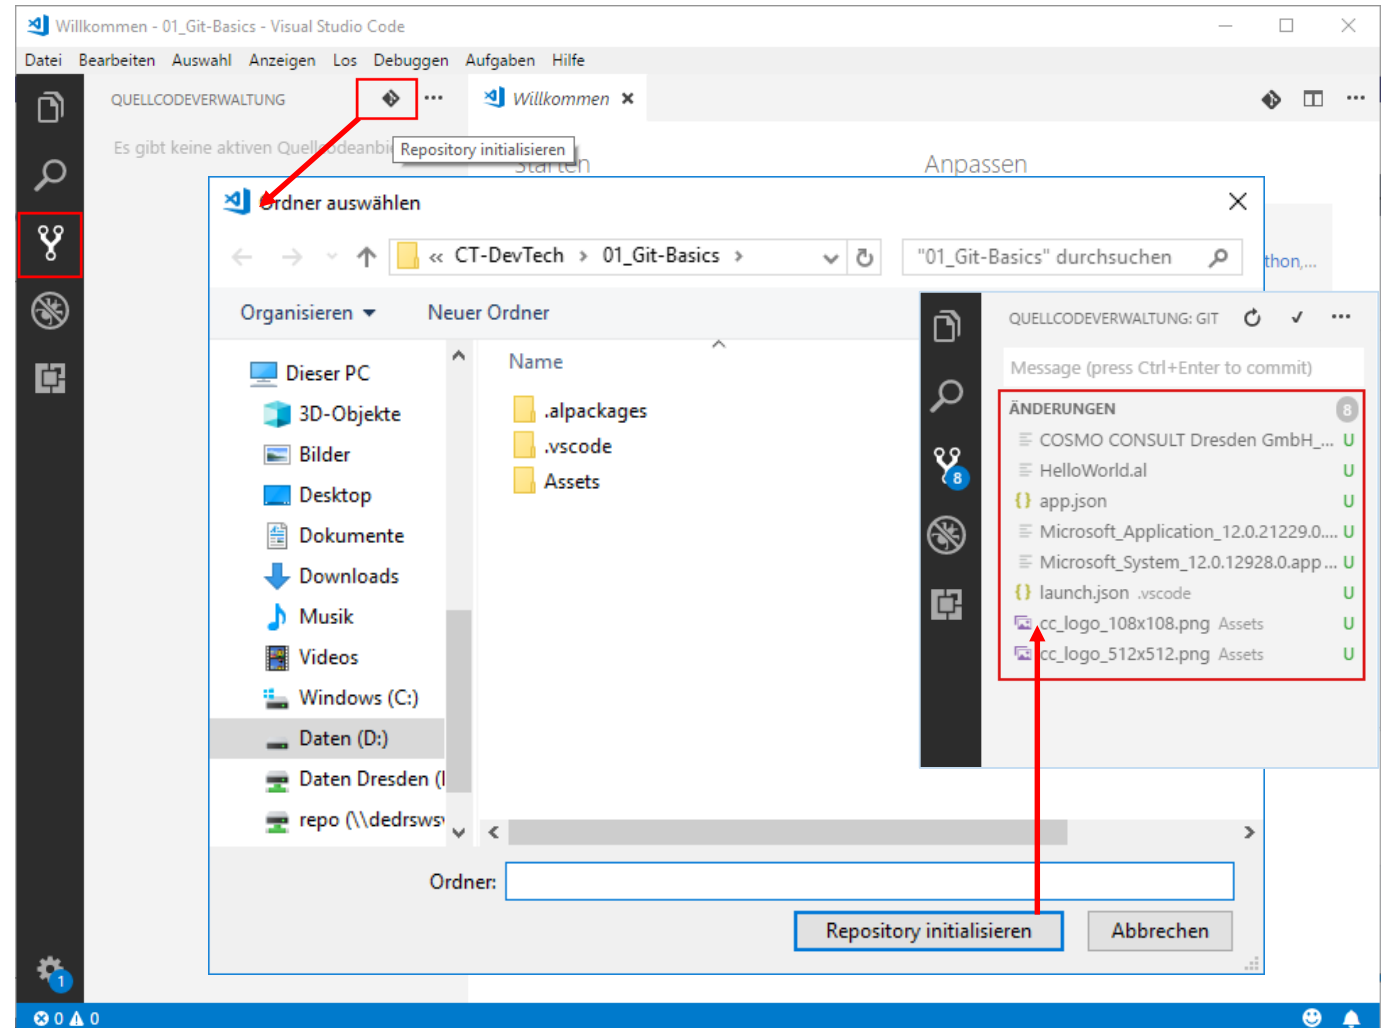 Willkommen - 01_Git-Basics - Visual Studio Code
Datei Bearbeiten Auswahl Anzeigen Los Debuggen Aufgaben Hilfe
QUELLCODEVERWALTUNG
Willkommen
Es gibt keine aktiven
Repository initialisieren
Starten
Anpassen
Ordner auswählen
« CT-DevTech > 01_Git-Basics >
"01_Git-Basics" durchsuchen
thon,...
Organisieren
Neuer Ordner
Name
Dieser PC
3D-Objekte
Bilder
Desktop
Dokumente
Downloads
Musik
Videos
Windows (C:)
Daten (D:)
Daten Dresden (
repo (\\dedrsws
.alpackages
.vscode
Assets
QUELLCODEVERWALTUNG: GIT
Message (press Ctrl+Enter to commit)
ÄNDERUNGEN 8
COSMO CONSULT Dresden GmbH_... U
HelloWorld.al U
{} app.json U
Microsoft_Application_12.0.21229.0.... U
Microsoft_System_12.0.12928.0.app ... U
{} launch.json .vscode U
cc_logo_108x108.png Assets U
cc_logo_512x512.png Assets U
8
Ordner:
Repository initialisieren
Abbrechen
1
0 0